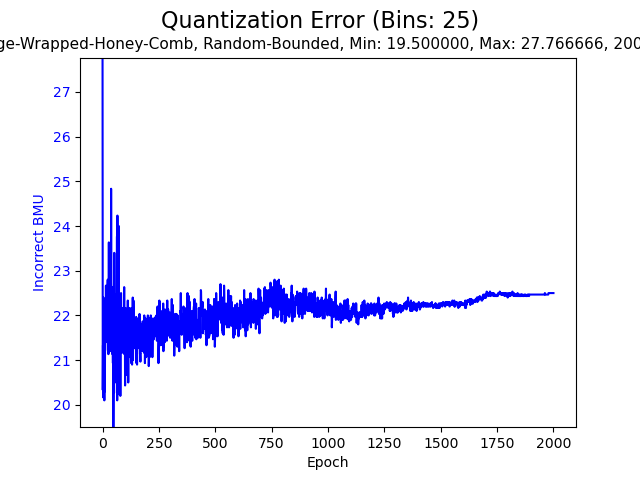 Quantization Error (Bins: 25)
ge-Wrapped-Honey-Comb, Random-Bounded, Min: 19.500000, Max: 27.766666, 200
27
26
25
24
23
22
21
20
Incorrect BMU
0 250 500 750 1000 1250 1500 1750 2000
Epoch